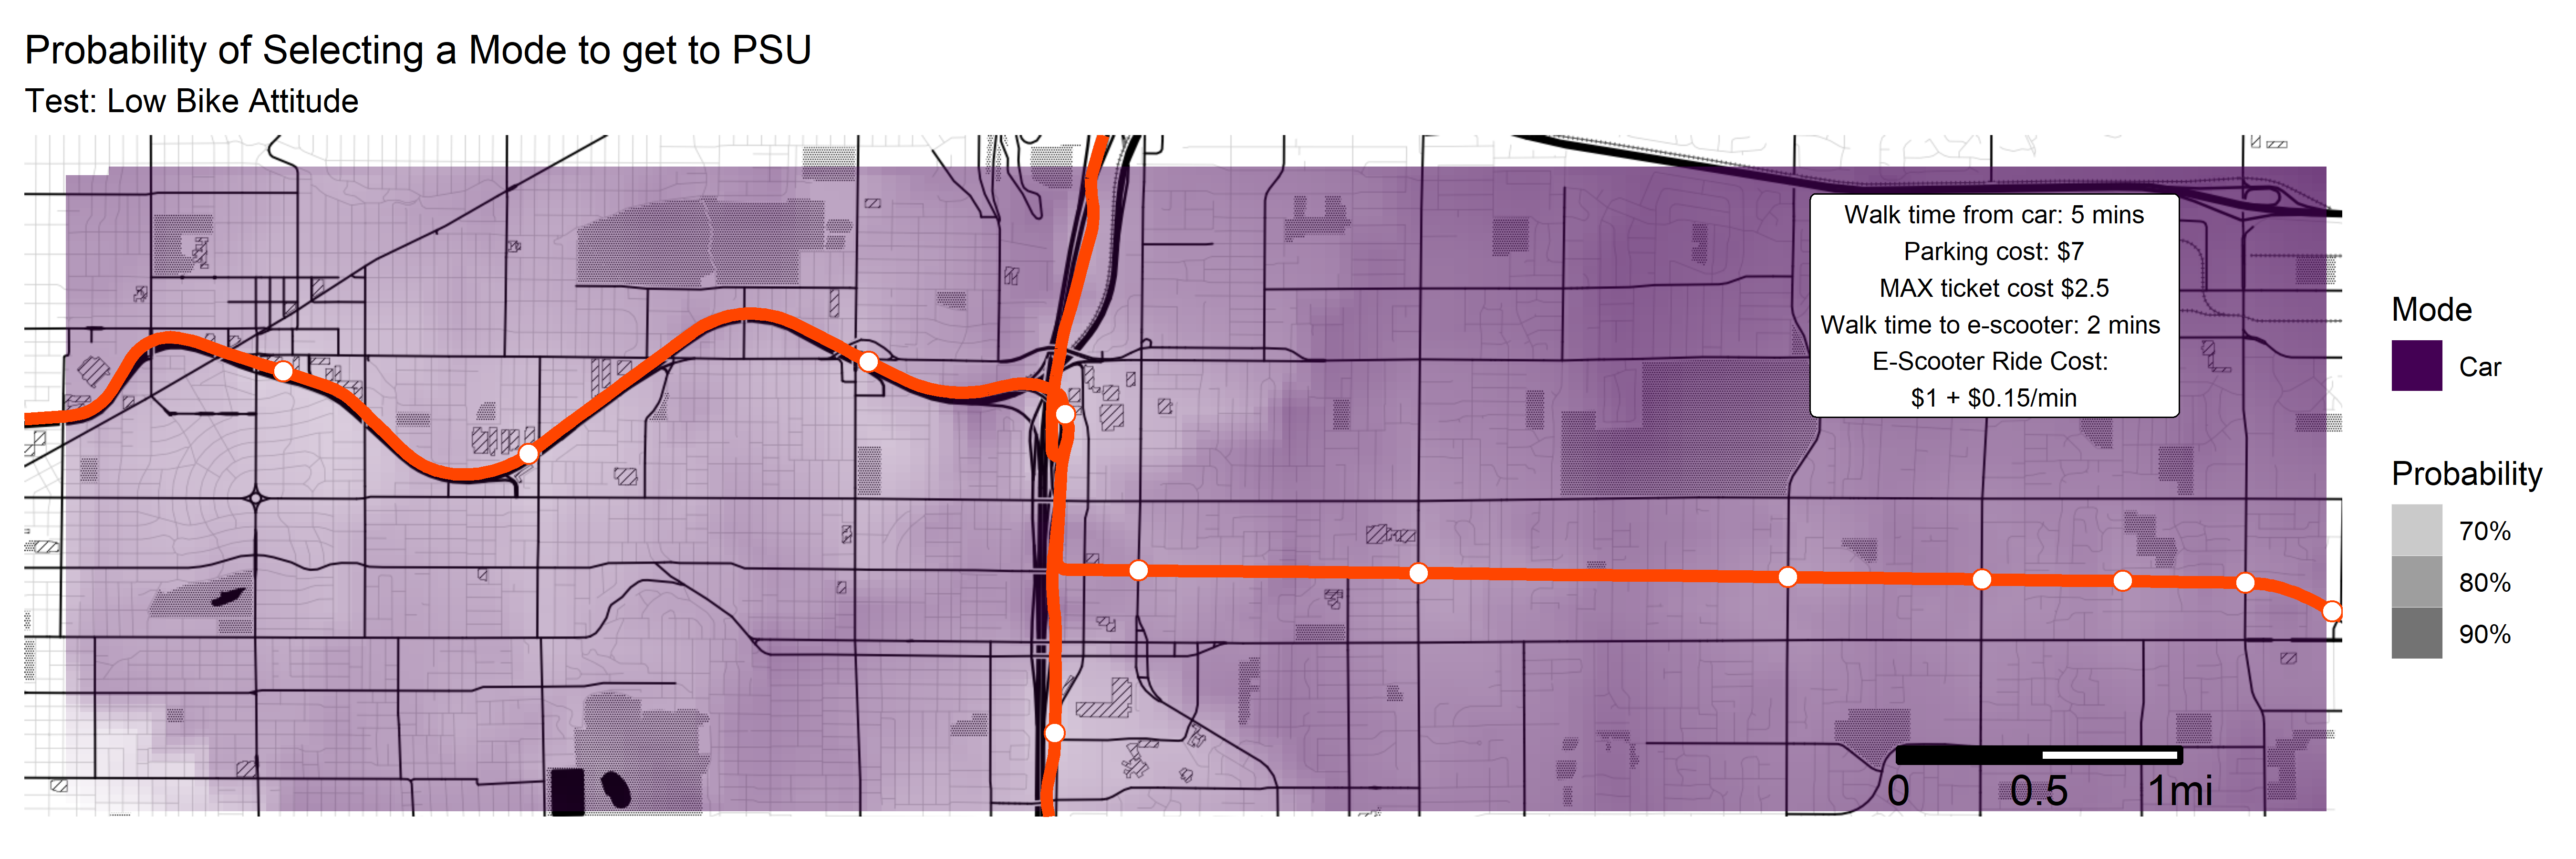 Probability of Selecting a Mode to get to PSU
Test: Low Bike Attitude
Walk time from car: 5 mins
Parking cost: $7
MAX ticket cost $2.5
Walk time to e-scooter: 2 mins
E-Scooter Ride Cost:
$1 + $0.15/min
Mode
Car
Probability
70%
80%
90%
0 0.5 1mi